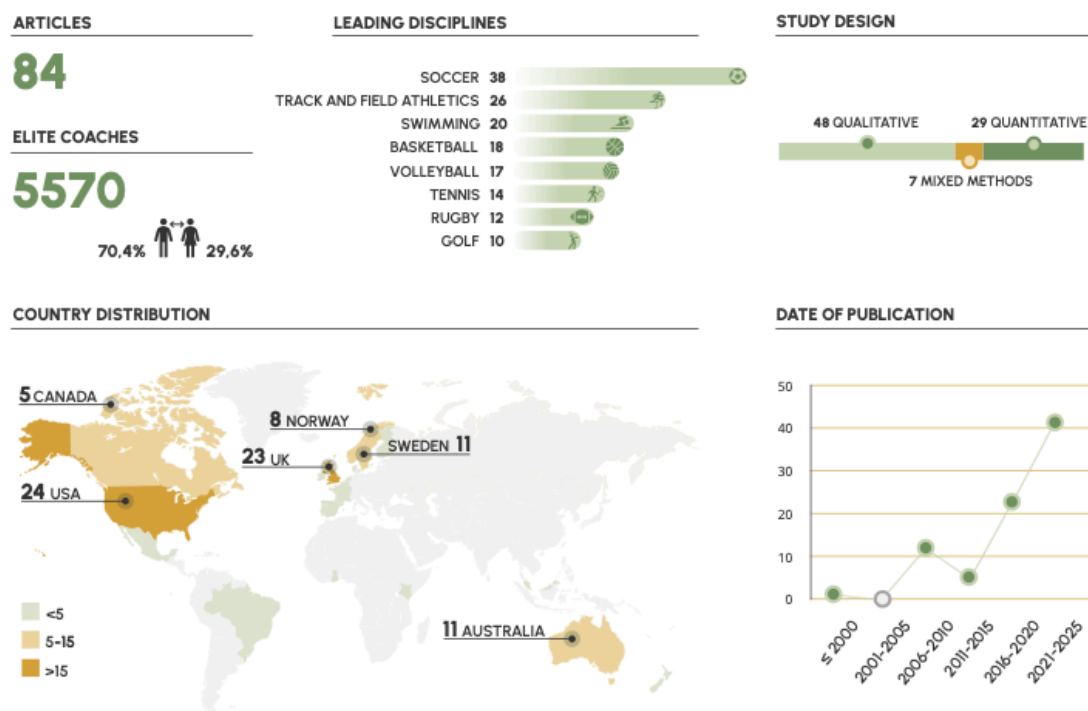 ARTICLES
84
ELITE COACHES
5570
70,4%
29,6%
LEADING DISCIPLINES
SOCCER 38
TRACK AND FIELD ATHLETICS 26
SWIMMING 20
BASKETBALL 18
VOLLEYBALL 17
TENNIS 14
RUGBY 12
GOLF 10
STUDY DESIGN
48 QUALITATIVE
29 QUANTITATIVE
7 MIXED METHODS
COUNTRY DISTRIBUTION
5 CANADA
8 NORWAY
SWEDEN 11
23 UK
24 USA
11 AUSTRALIA
<5
5-15
>15
DATE OF PUBLICATION
50
40
30
20
10
0
≤ 2000
2001-2005
2006-2010
2011-2015
2016-2020
2021-2025